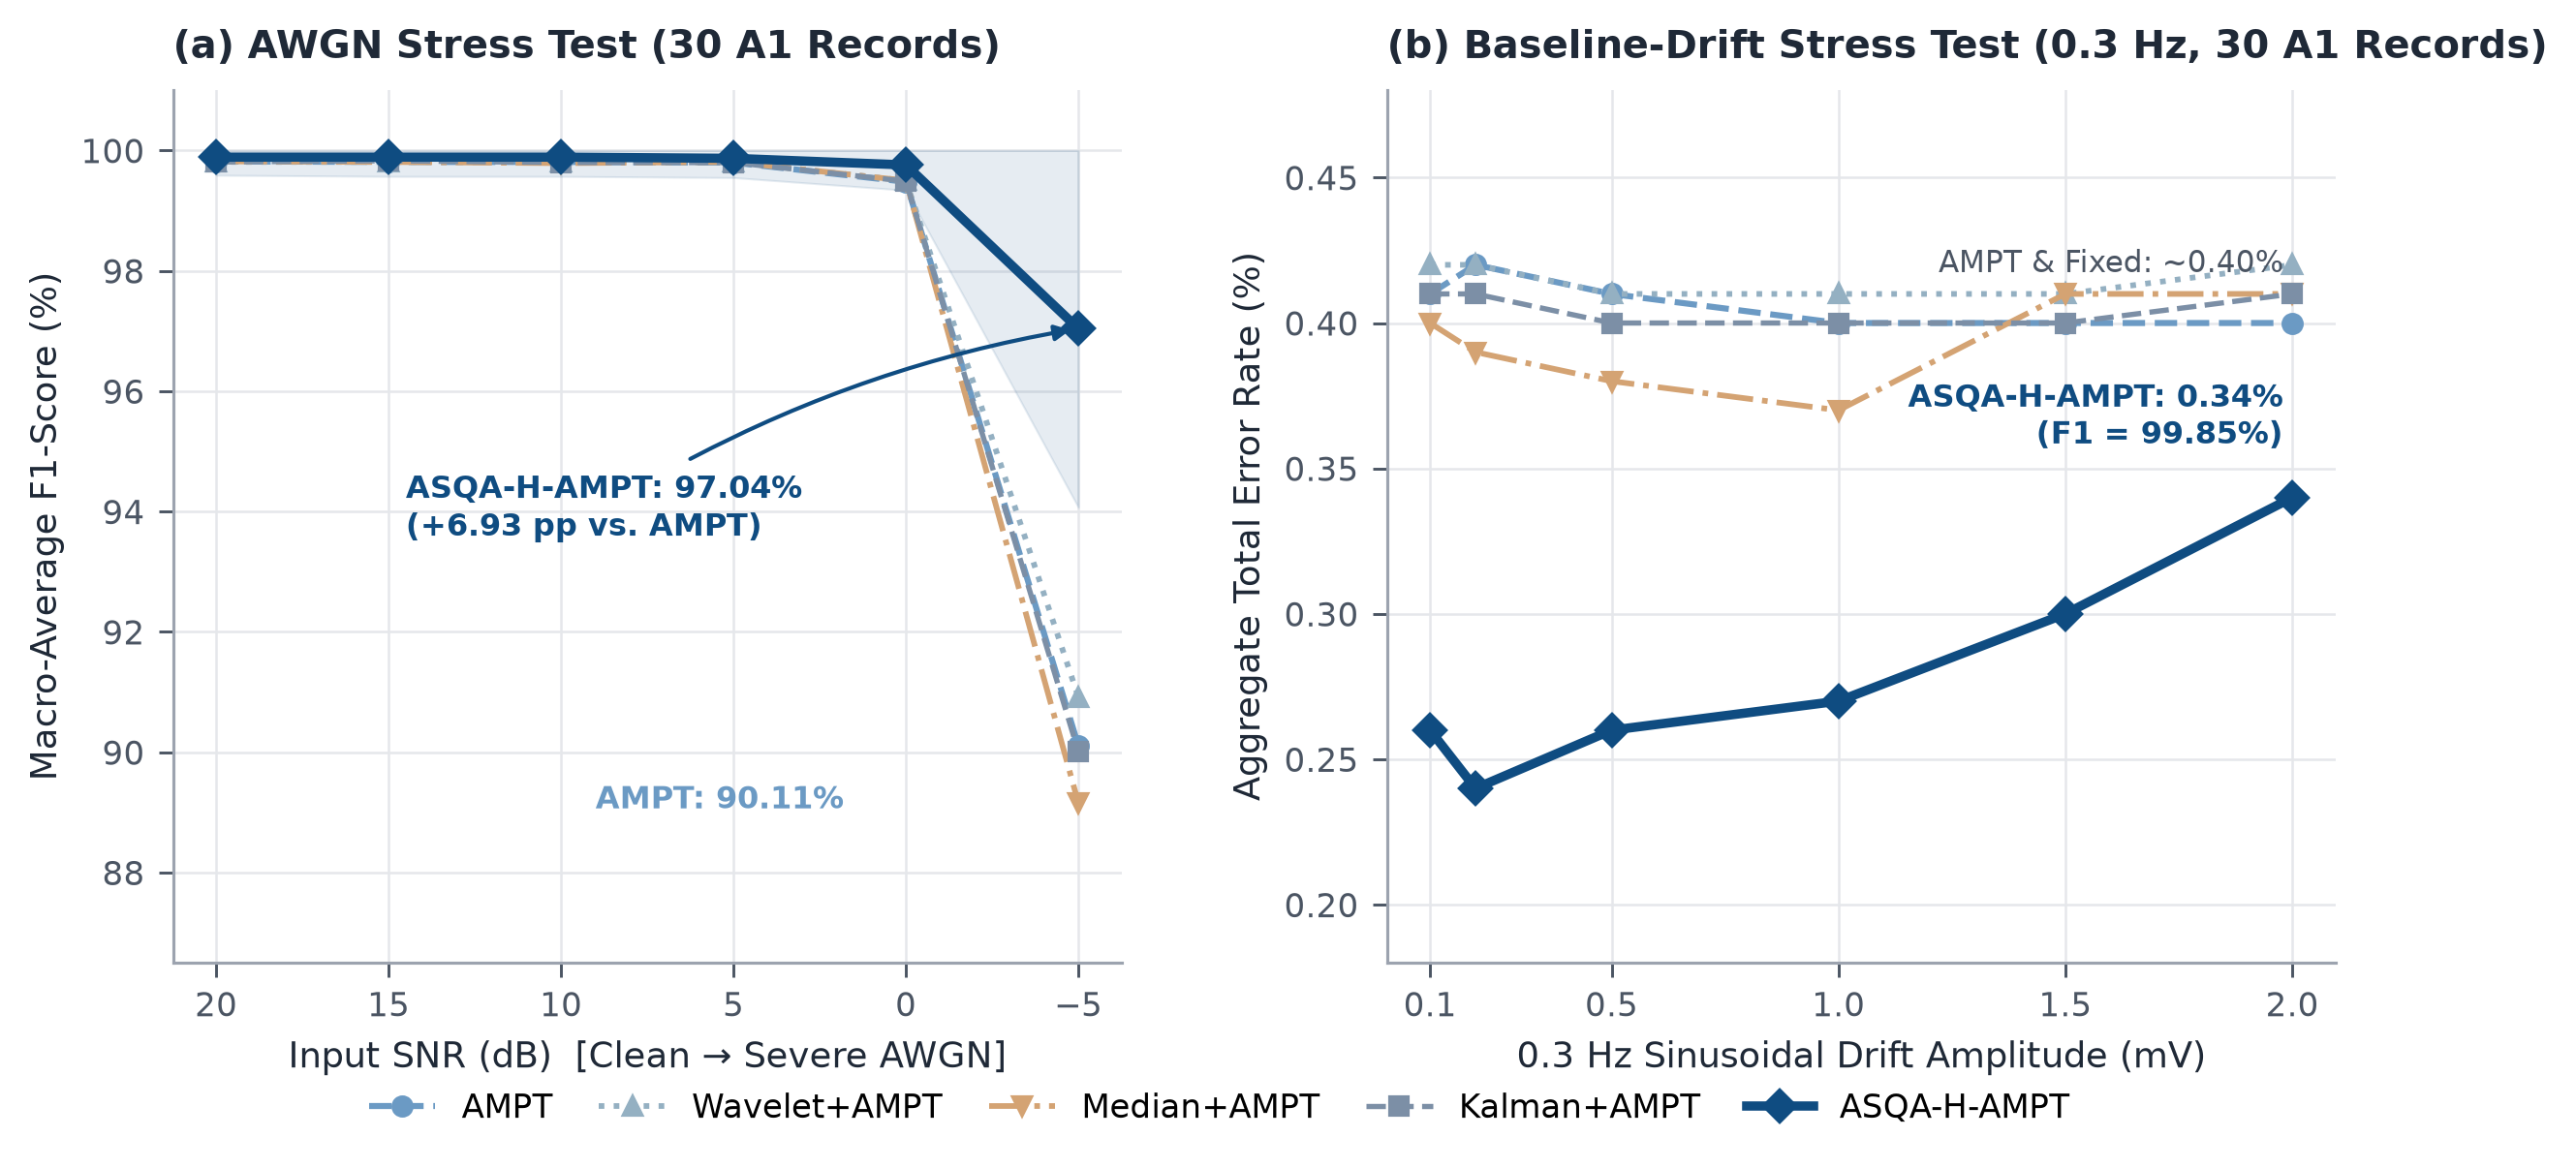 (a) AWGN Stress Test (30 A1 Records)
Macro-Average F1-Score (%)
100
98
96
94
92
90
88
ASQA-H-AMPT: 97.04%
(+6.93 pp vs. AMPT)
AMPT: 90.11%
20 15 10 5 0 −5
Input SNR (dB) [Clean → Severe AWGN]
(b) Baseline-Drift Stress Test (0.3 Hz, 30 A1 Records)
Aggregate Total Error Rate (%)
0.45
0.40
0.35
0.30
0.25
0.20
AMPT & Fixed: ~0.40%
ASQA-H-AMPT: 0.34%
(F1 = 99.85%)
0.1 0.5 1.0 1.5 2.0
0.3 Hz Sinusoidal Drift Amplitude (mV)
AMPT Wavelet+AMPT Median+AMPT Kalman+AMPT ASQA-H-AMPT